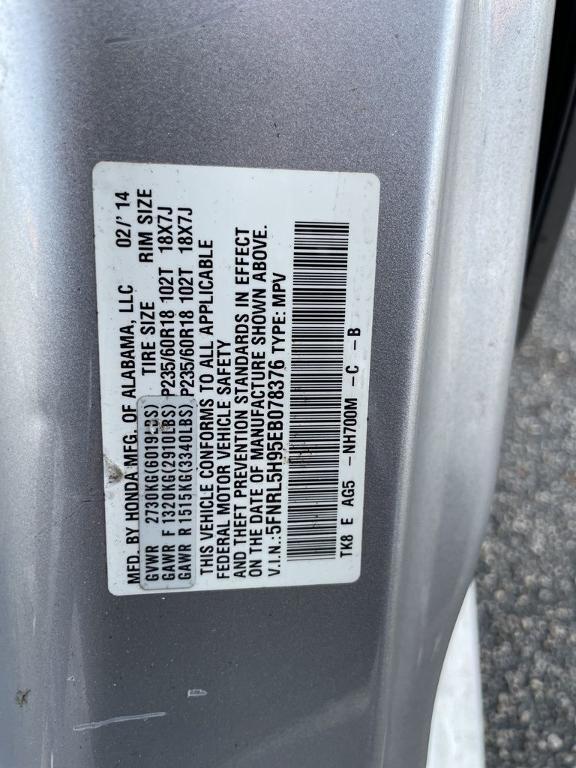 MFD. BY HONDA MFG. OF ALABAMA, LLC 02/'14
GVWR 2730KG(6019LBS) TIRE SIZE RIM SIZE
GAWR F 1320KG(2910LBS) P235/60R18 102T 18X7J
GAWR R 1515KG(3340LBS) P235/60R18 102T 18X7J
THIS VEHICLE CONFORMS TO ALL APPLICABLE
FEDERAL MOTOR VEHICLE SAFETY
AND THEFT PREVENTION STANDARDS IN EFFECT
ON THE DATE OF MANUFACTURE SHOWN ABOVE.
V.I.N.: 5FNRL5H95EB078376 TYPE: MPV
TK8 E AG5 -NH700M -C -B